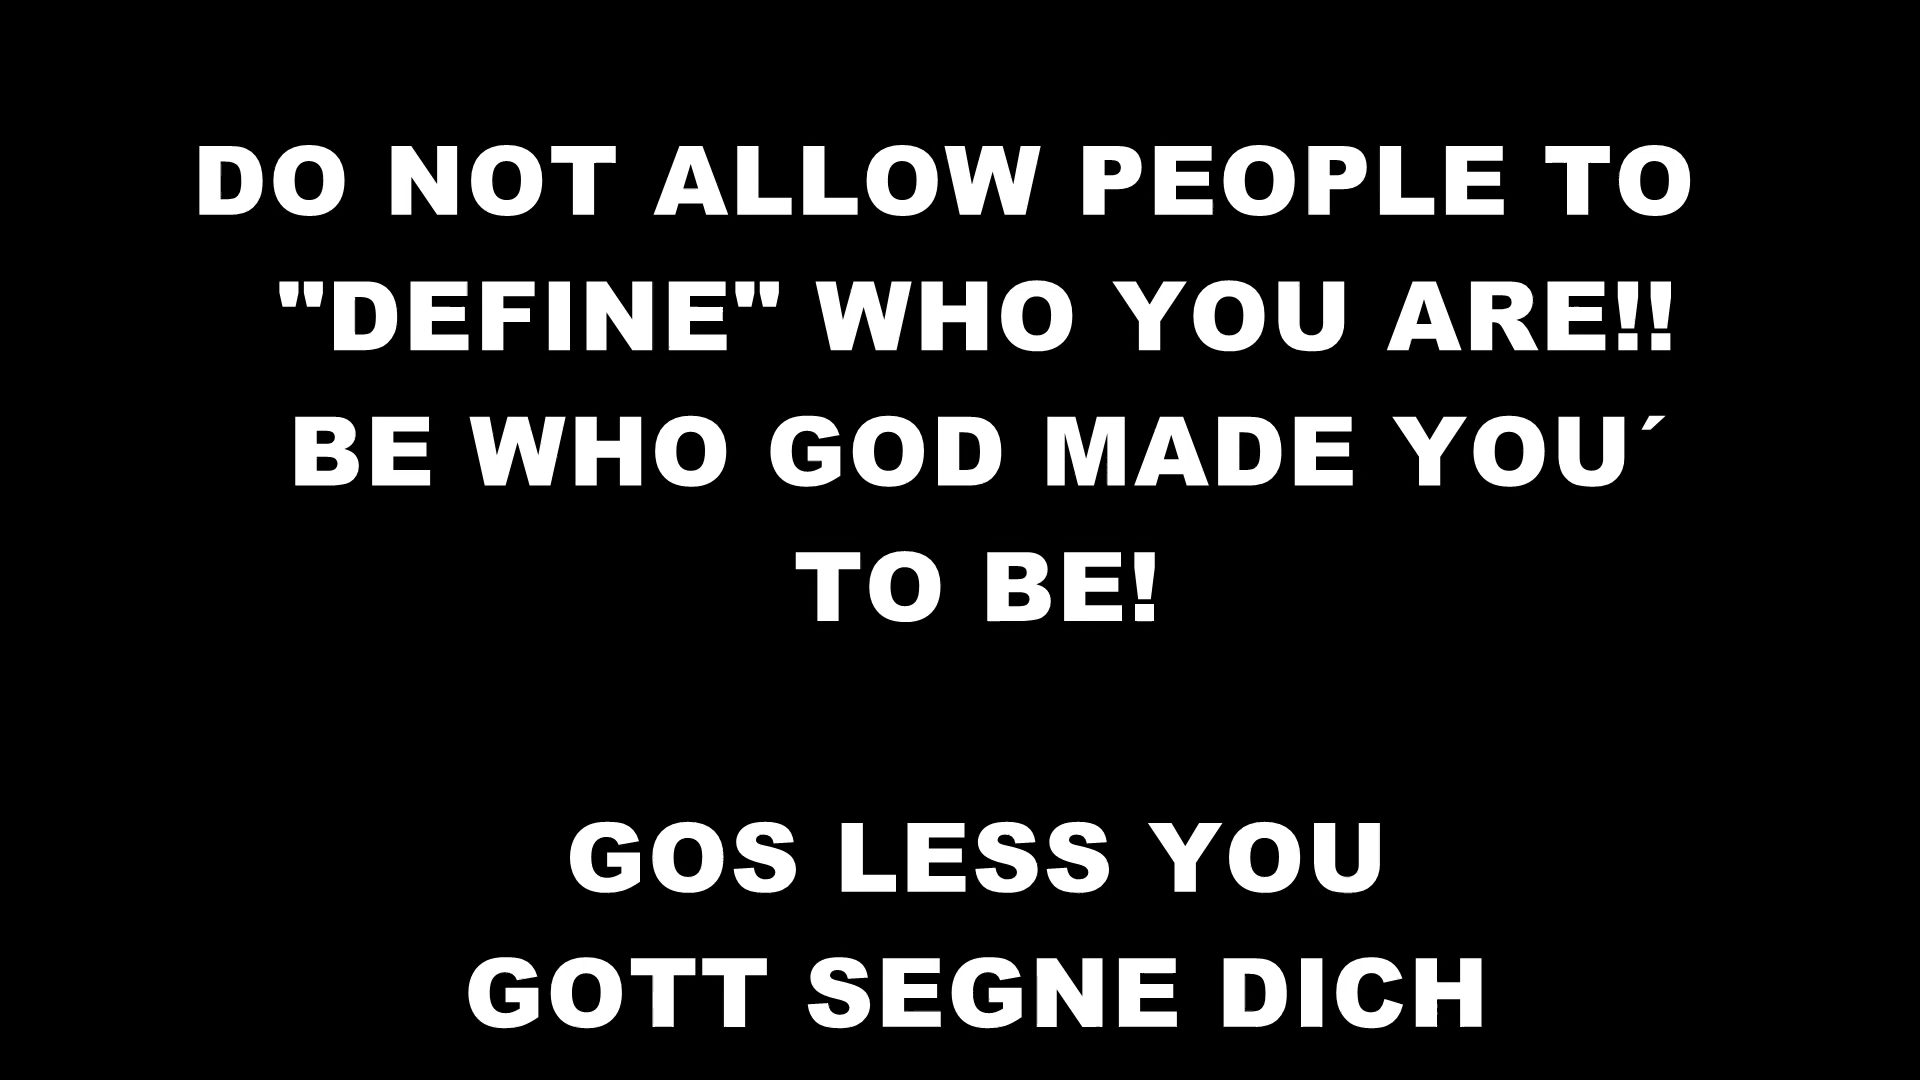 DO NOT ALLOW PEOPLE TO
"DEFINE" WHO YOU ARE!!
BE WHO GOD MADE YOU´
TO BE!
GOS LESS YOU
GOTT SEGNE DICH